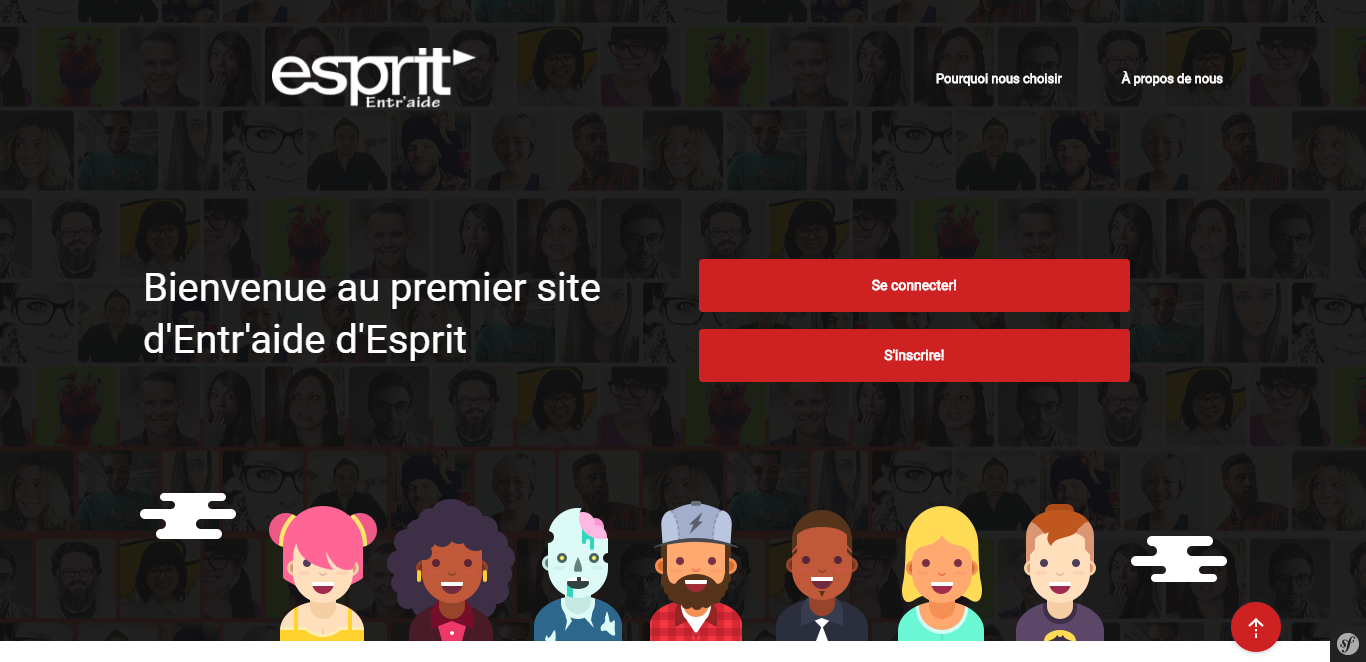 esprit
Entr'aide
Pourquoi nous choisir
À propos de nous
Bienvenue au premier site
d'Entr'aide d'Esprit
Se connecter!
S'inscrire!
sf